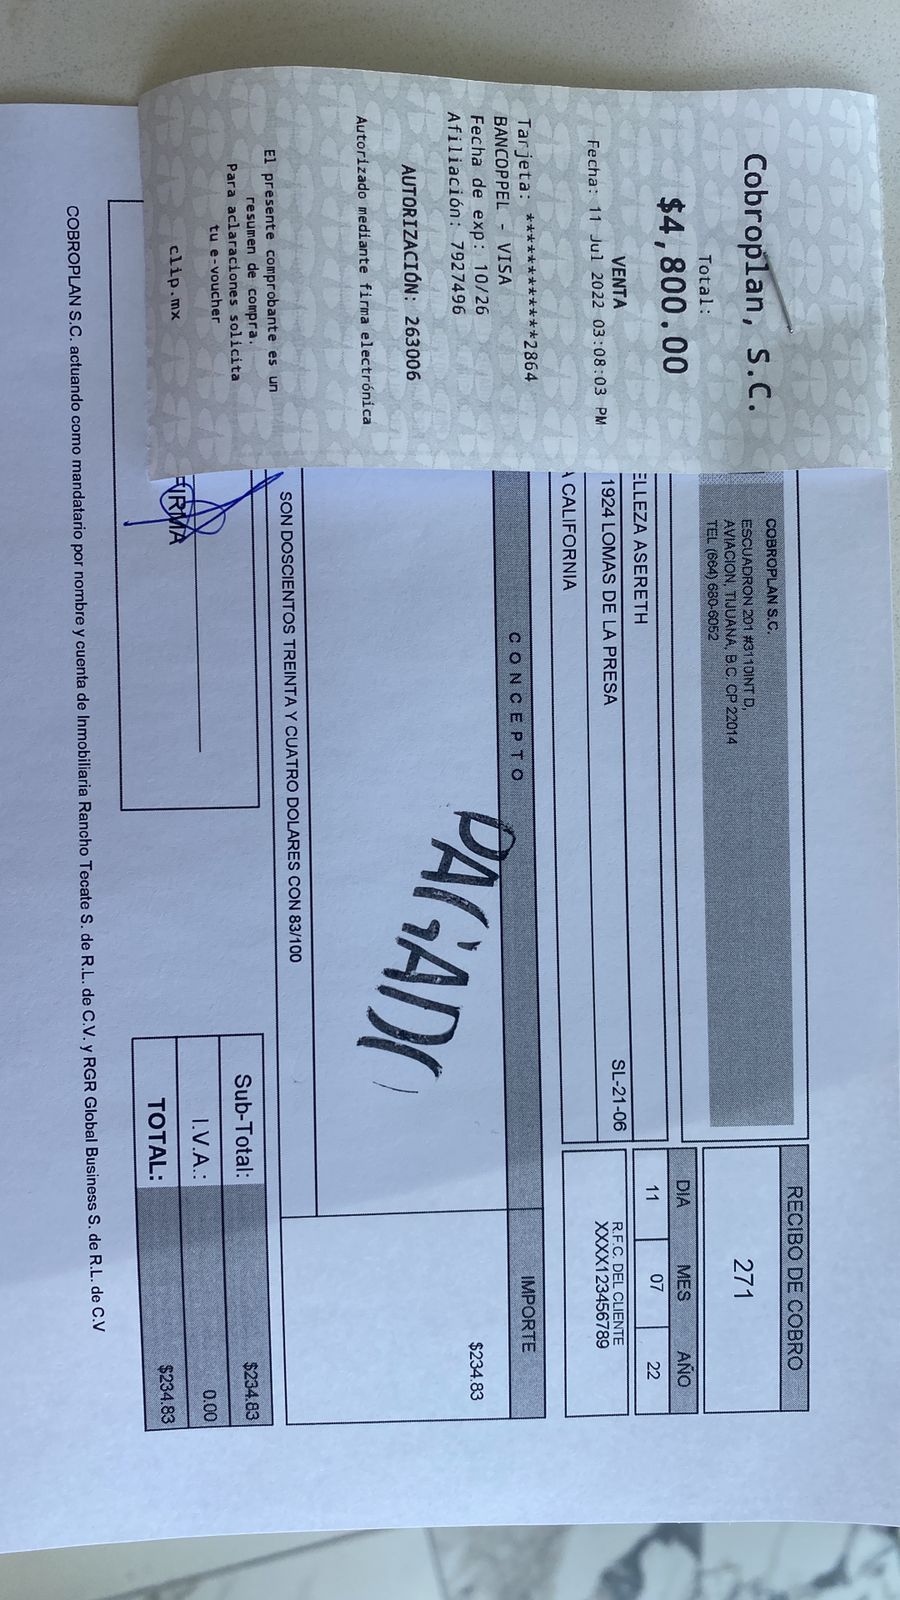 Cobroplan, S.C.
Total:
$4,800.00
VENTA
Fecha: 11 Jul 2022 03:08:03 PM
Tarjeta: ************2864
BANCOPPEL - VISA
Fecha de exp: 10/26
Afiliación: 7927496
AUTORIZACIÓN: 263006
Autorizado mediante firma electrónica
El presente comprobante es un
resumen de compra.
Para aclaraciones solicita
tu e-voucher
clip.mx
COBROPLAN S.C.
ESCUADRON 201 #3110INT D,
AVIACION, TIJUANA, B.C. CP 22014
TEL (664) 680-6052
RECIBO DE COBRO
271
DIA MES AÑO
11 07 22
ELLEZA ASERETH
1924 LOMAS DE LA PRESA SL-21-06
A CALIFORNIA
R.F.C. DEL CLIENTE
XXXX123456789
CONCEPTO IMPORTE
$234.83
PAGADO
SON DOSCIENTOS TREINTA Y CUATRO DOLARES CON 83/100
Sub-Total: $234.83
I.V.A.: 0.00
TOTAL: $234.83
FIRMA
COBROPLAN S.C. actuando como mandatario por nombre y cuenta de Inmobiliaria Rancho Tecate S. de R.L. de C.V. y RGR Global Business S. de R.L. de C.V